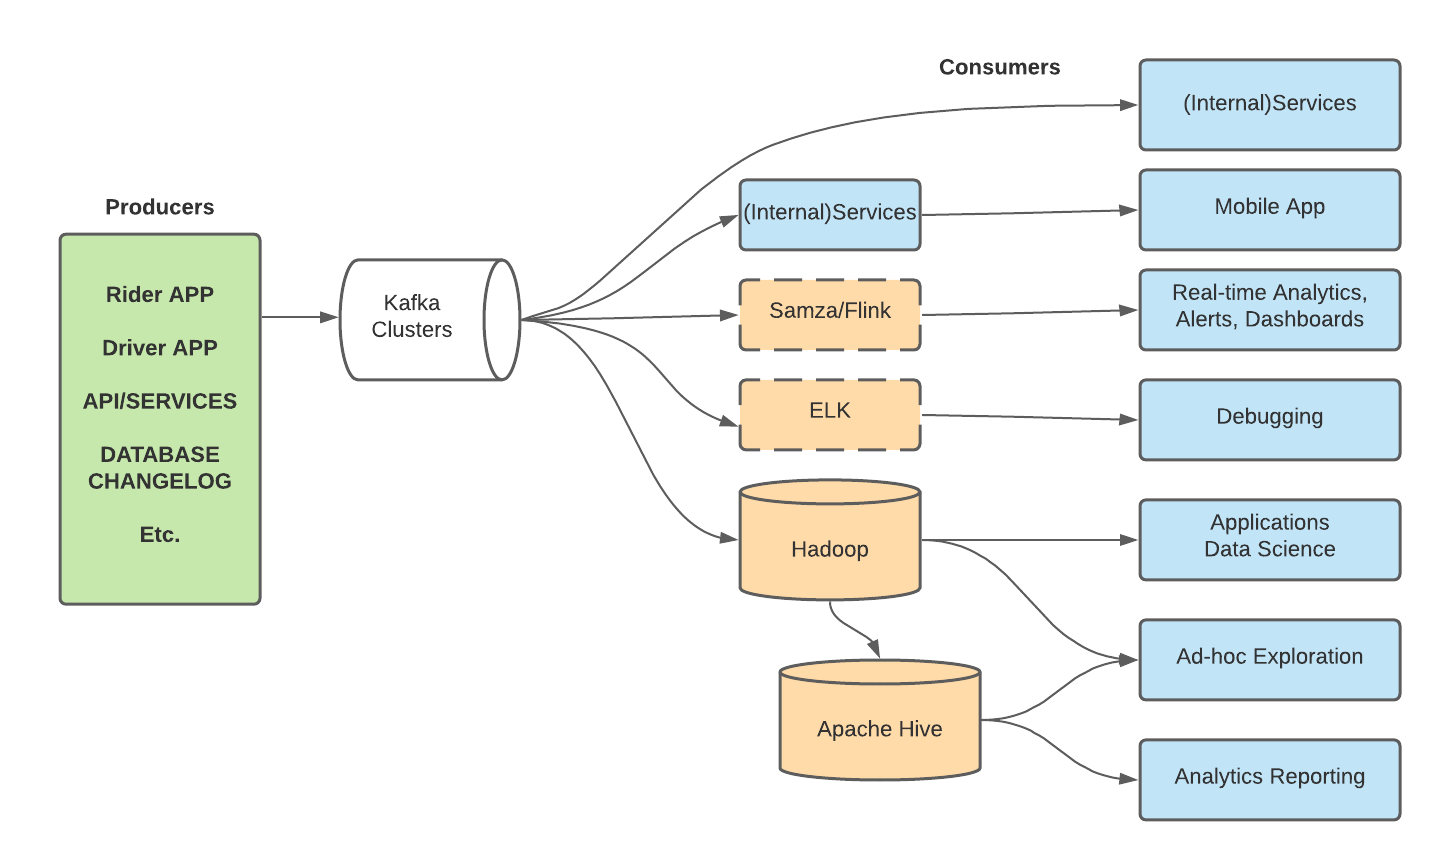 Consumers
(Internal)Services
Producers
(Internal)Services
Mobile App
Rider APP
Driver APP
API/SERVICES
DATABASE
CHANGELOG
Etc.
Kafka
Clusters
Samza/Flink
Real-time Analytics,
Alerts, Dashboards
ELK
Debugging
Hadoop
Applications
Data Science
Ad-hoc Exploration
Apache Hive
Analytics Reporting